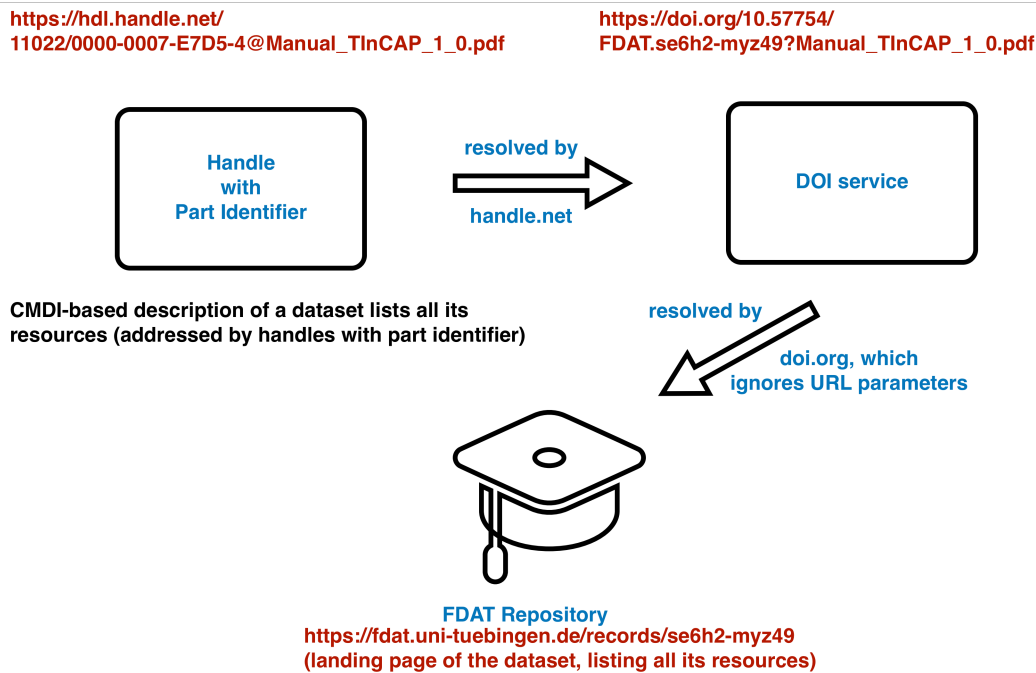 https://hdl.handle.net/
11022/0000-0007-E7D5-4@Manual_TInCAP_1_0.pdf
https://doi.org/10.57754/
FDAT.se6h2-myz49?Manual_TInCAP_1_0.pdf
Handle
with
Part Identifier
resolved by
handle.net
DOI service
CMDI-based description of a dataset lists all its
resources (addressed by handles with part identifier)
resolved by
doi.org, which
ignores URL parameters
FDAT Repository
https://fdat.uni-tuebingen.de/records/se6h2-myz49
(landing page of the dataset, listing all its resources)